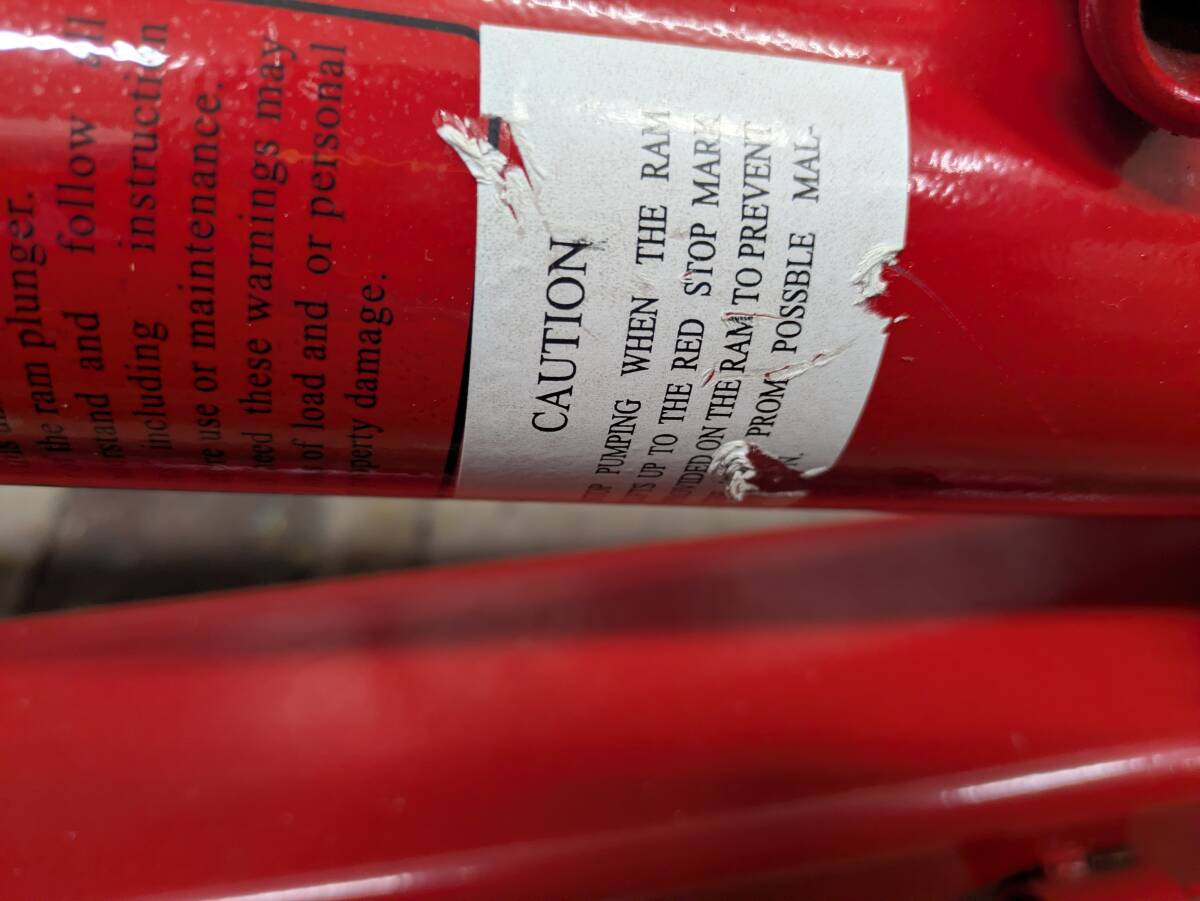 the ram plunger.
and follow
including instruction
use or maintenance.
these warnings may
of load and or personal
damage.
CAUTION
PUMPING WHEN THE RAM
UP TO THE RED STOP MARK
ON THE RAM TO PREVENT
PROM POSSBLE MAL-